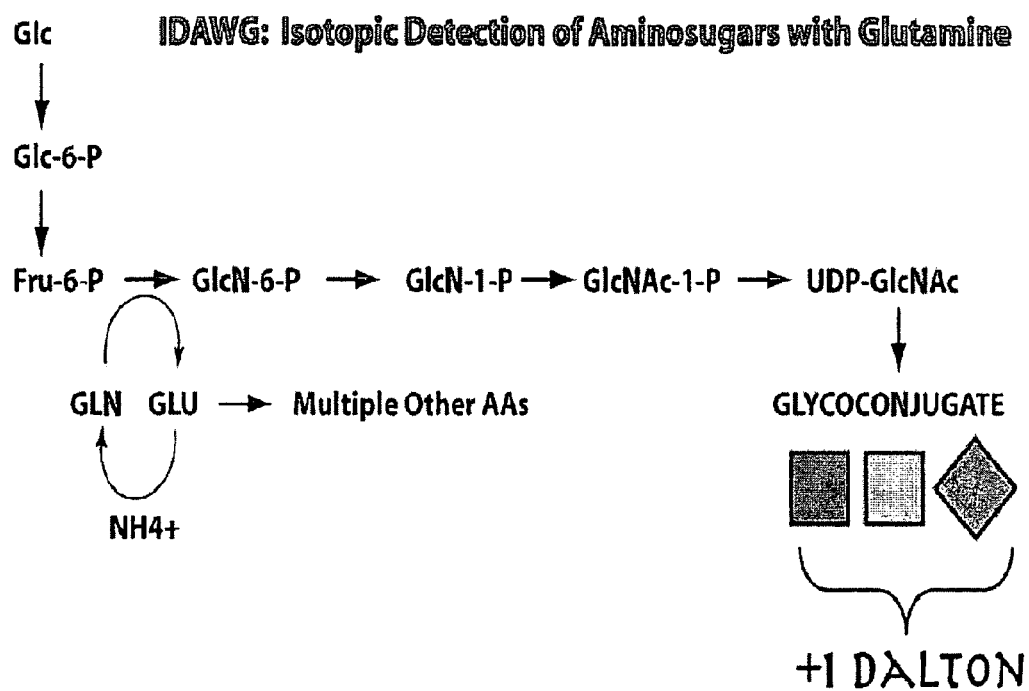 Glc IDAWG: Isotopic Detection of Aminosugars with Glutamine
Glc-6-P
Fru-6-P GlcN-6-P GlcN-1-P GlcNAc-1-P UDP-GlcNAc
GLN GLU Multiple Other AAs GLYCOCONJUGATE
NH4+
+1 DALTON